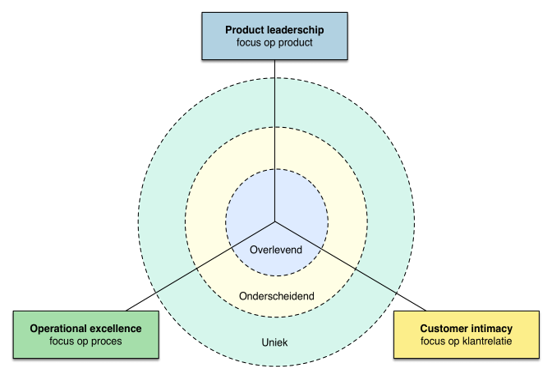 Product leaderschip
focus op product
Overlevend
Onderscheidend
Operational excellence
focus op proces
Customer intimacy
focus op klantrelatie
Uniek